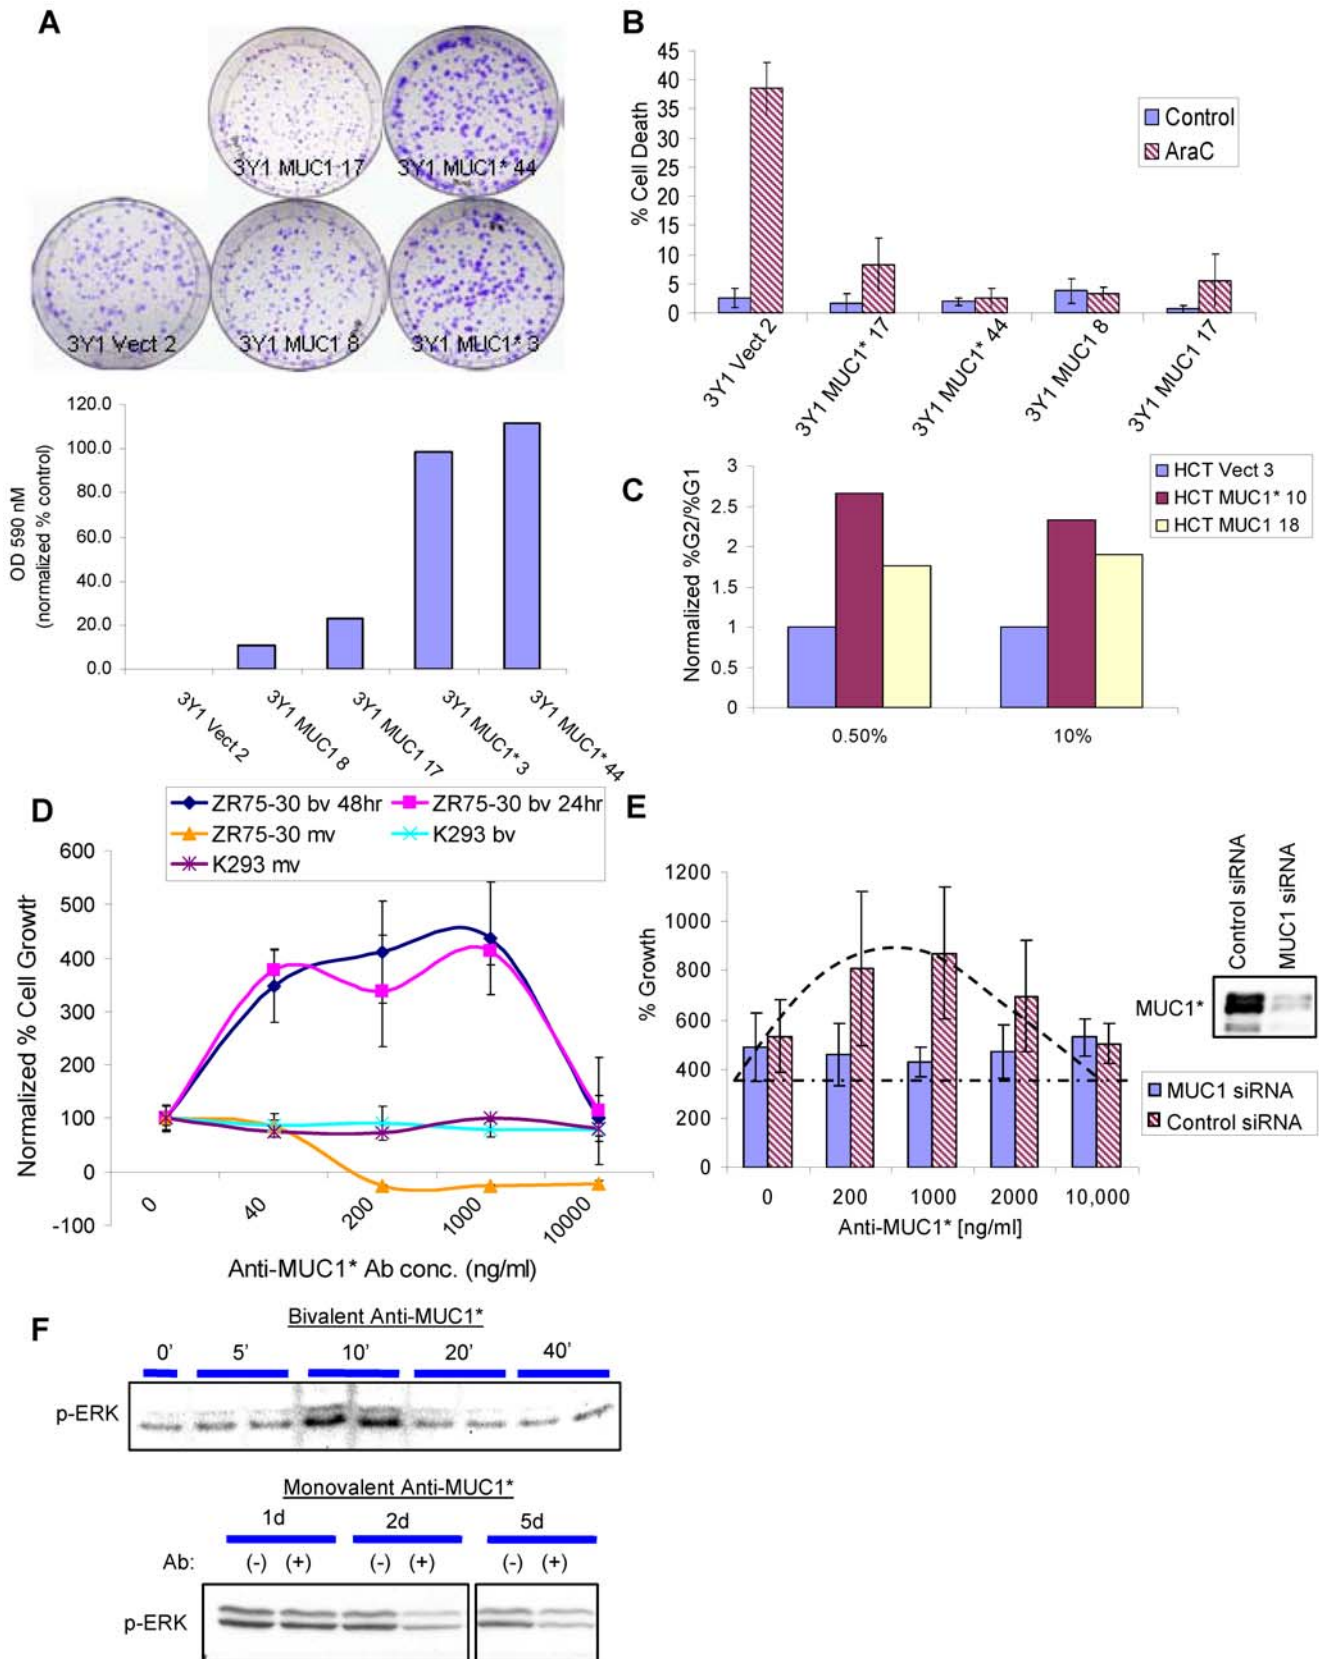 A
3Y1 MUC1 17
3Y1 MUC1* 44
3Y1 Vect 2
3Y1 MUC1 8
3Y1 MUC1* 3
OD 590 nM
(normalized % control)
120.0
100.0
80.0
60.0
40.0
20.0
0.0
3Y1 Vect 2
3Y1 MUC1 8
3Y1 MUC1 17
3Y1 MUC1* 3
3Y1 MUC1* 44
B
% Cell Death
45
40
35
30
25
20
15
10
5
0
Control
AraC
3Y1 Vect 2
3Y1 MUC1* 17
3Y1 MUC1* 44
3Y1 MUC1 8
3Y1 MUC1 17
C
Normalized %G2/%G1
3
2.5
2
1.5
1
0.5
0
HCT Vect 3
HCT MUC1* 10
HCT MUC1 18
0.50%
10%
D
ZR75-30 bv 48hr
ZR75-30 bv 24hr
ZR75-30 mv
K293 bv
K293 mv
Normalized % Cell Growth
600
500
400
300
200
100
0
-100
0
40
200
1000
10000
Anti-MUC1* Ab conc. (ng/ml)
E
% Growth
1200
1000
800
600
400
200
0
0
200
1000
2000
10,000
Anti-MUC1* [ng/ml]
Control siRNA
MUC1 siRNA
MUC1*
MUC1 siRNA
Control siRNA
F
Bivalent Anti-MUC1*
0'
5'
10'
20'
40'
p-ERK
Monovalent Anti-MUC1*
1d
2d
5d
Ab:
(-)
(+)
(-)
(+)
(-)
(+)
p-ERK